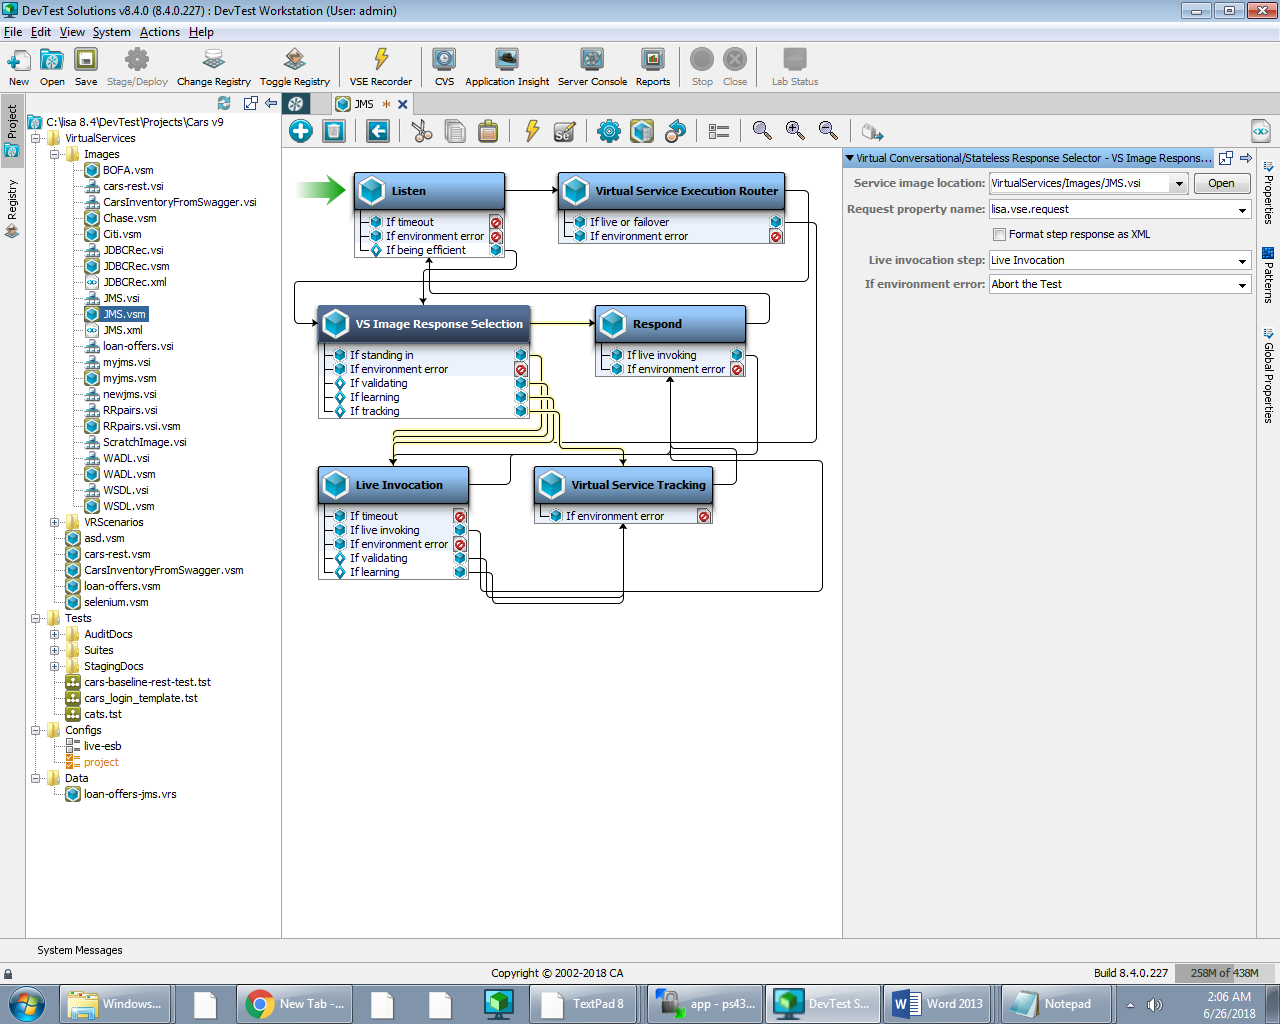 DevTest Solutions v8.4.0 (8.4.0.227) : DevTest Workstation (User: admin)
File Edit View System Actions Help
New Open Save Stage/Deploy Change Registry Toggle Registry VSE Recorder CVS Application Insight Server Console Reports Stop Close Lab Status
Project
Registry
C:\lisa 8.4\DevTest\Projects\Cars v9
VirtualServices
Images
BOFA.vsm
cars-rest.vsi
CarsInventoryFromSwagger.vsi
Chase.vsm
Citi.vsm
JDBCRec.vsi
JDBCRec.vsm
JDBCRec.xml
JMS.vsi
JMS.vsm
JMS.xml
loan-offers.vsi
myjms.vsi
myjms.vsm
newjms.vsi
RRpairs.vsi
RRpairs.vsi.vsm
ScratchImage.vsi
WADL.vsi
WADL.vsm
WSDL.vsi
WSDL.vsm
VRScenarios
asd.vsm
cars-rest.vsm
CarsInventoryFromSwagger.vsm
loan-offers.vsm
selenium.vsm
Tests
AuditDocs
Suites
StagingDocs
cars-baseline-rest-test.tst
cars_login_template.tst
cats.tst
Configs
live-esb
project
Data
loan-offers-jms.vrs
JMS *
Listen
If timeout
If environment error
If being efficient
Virtual Service Execution Router
If live or failover
If environment error
VS Image Response Selection
If standing in
If environment error
If validating
If learning
If tracking
Respond
If live invoking
If environment error
Live Invocation
If timeout
If live invoking
If environment error
If validating
If learning
Virtual Service Tracking
If environment error
Virtual Conversational/Stateless Response Selector - VS Image Respons...
Service image location: VirtualServices/Images/JMS.vsi Open
Request property name: lisa.vse.request
Format step response as XML
Live invocation step: Live Invocation
If environment error: Abort the Test
Properties
Patterns
Global Properties
System Messages
Copyright © 2002-2018 CA
Build 8.4.0.227 258M of 438M
Windows... New Tab -... TextPad 8 app - ps43... DevTest S... Word 2013 Notepad
2:06 AM
6/26/2018